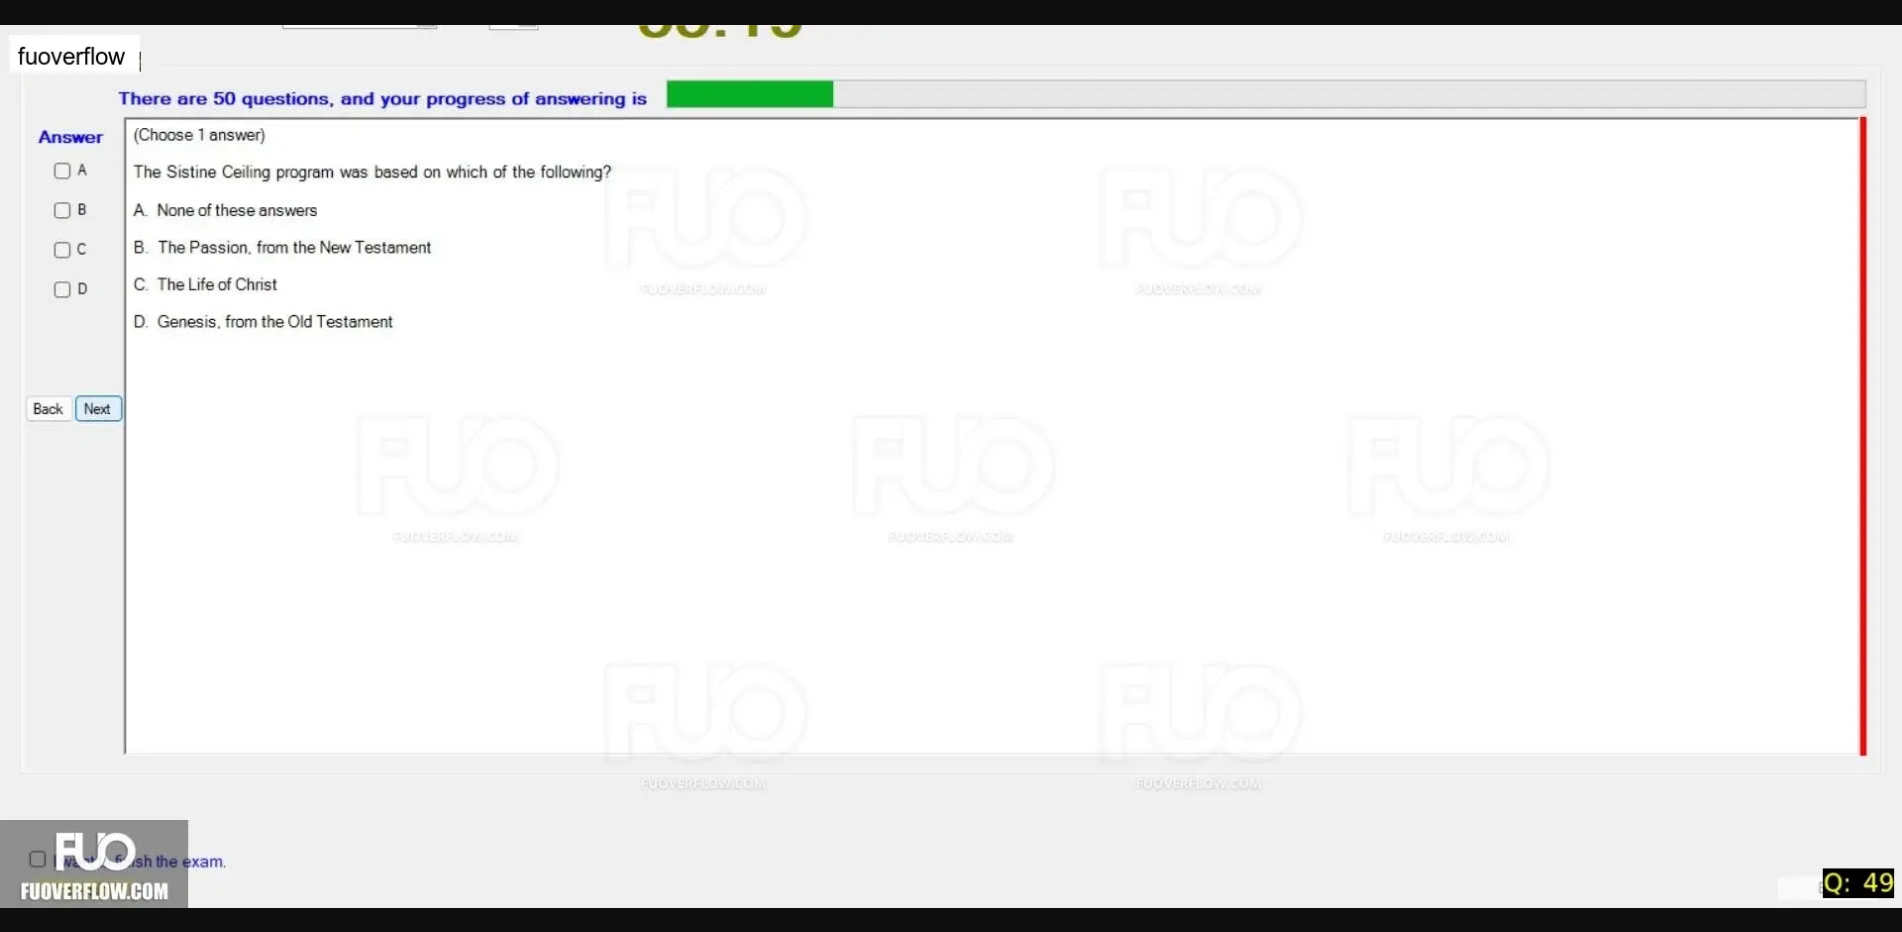 fuoverflow
There are 50 questions, and your progress of answering is
Answer
(Choose 1 answer)
A
The Sistine Ceiling program was based on which of the following?
B
A. None of these answers
C
B. The Passion, from the New Testament
D
C. The Life of Christ
D. Genesis, from the Old Testament
Back Next
FUO
FUOVERFLOW.COM
FUO
FUOVERFLOW.COM
FUO
FUOVERFLOW.COM
FUO
FUOVERFLOW.COM
FUO
FUOVERFLOW.COM
FUO
FUOVERFLOW.COM
FUO
FUOVERFLOW.COM
FUO
the exam.
FUOVERFLOW.COM
Q: 49